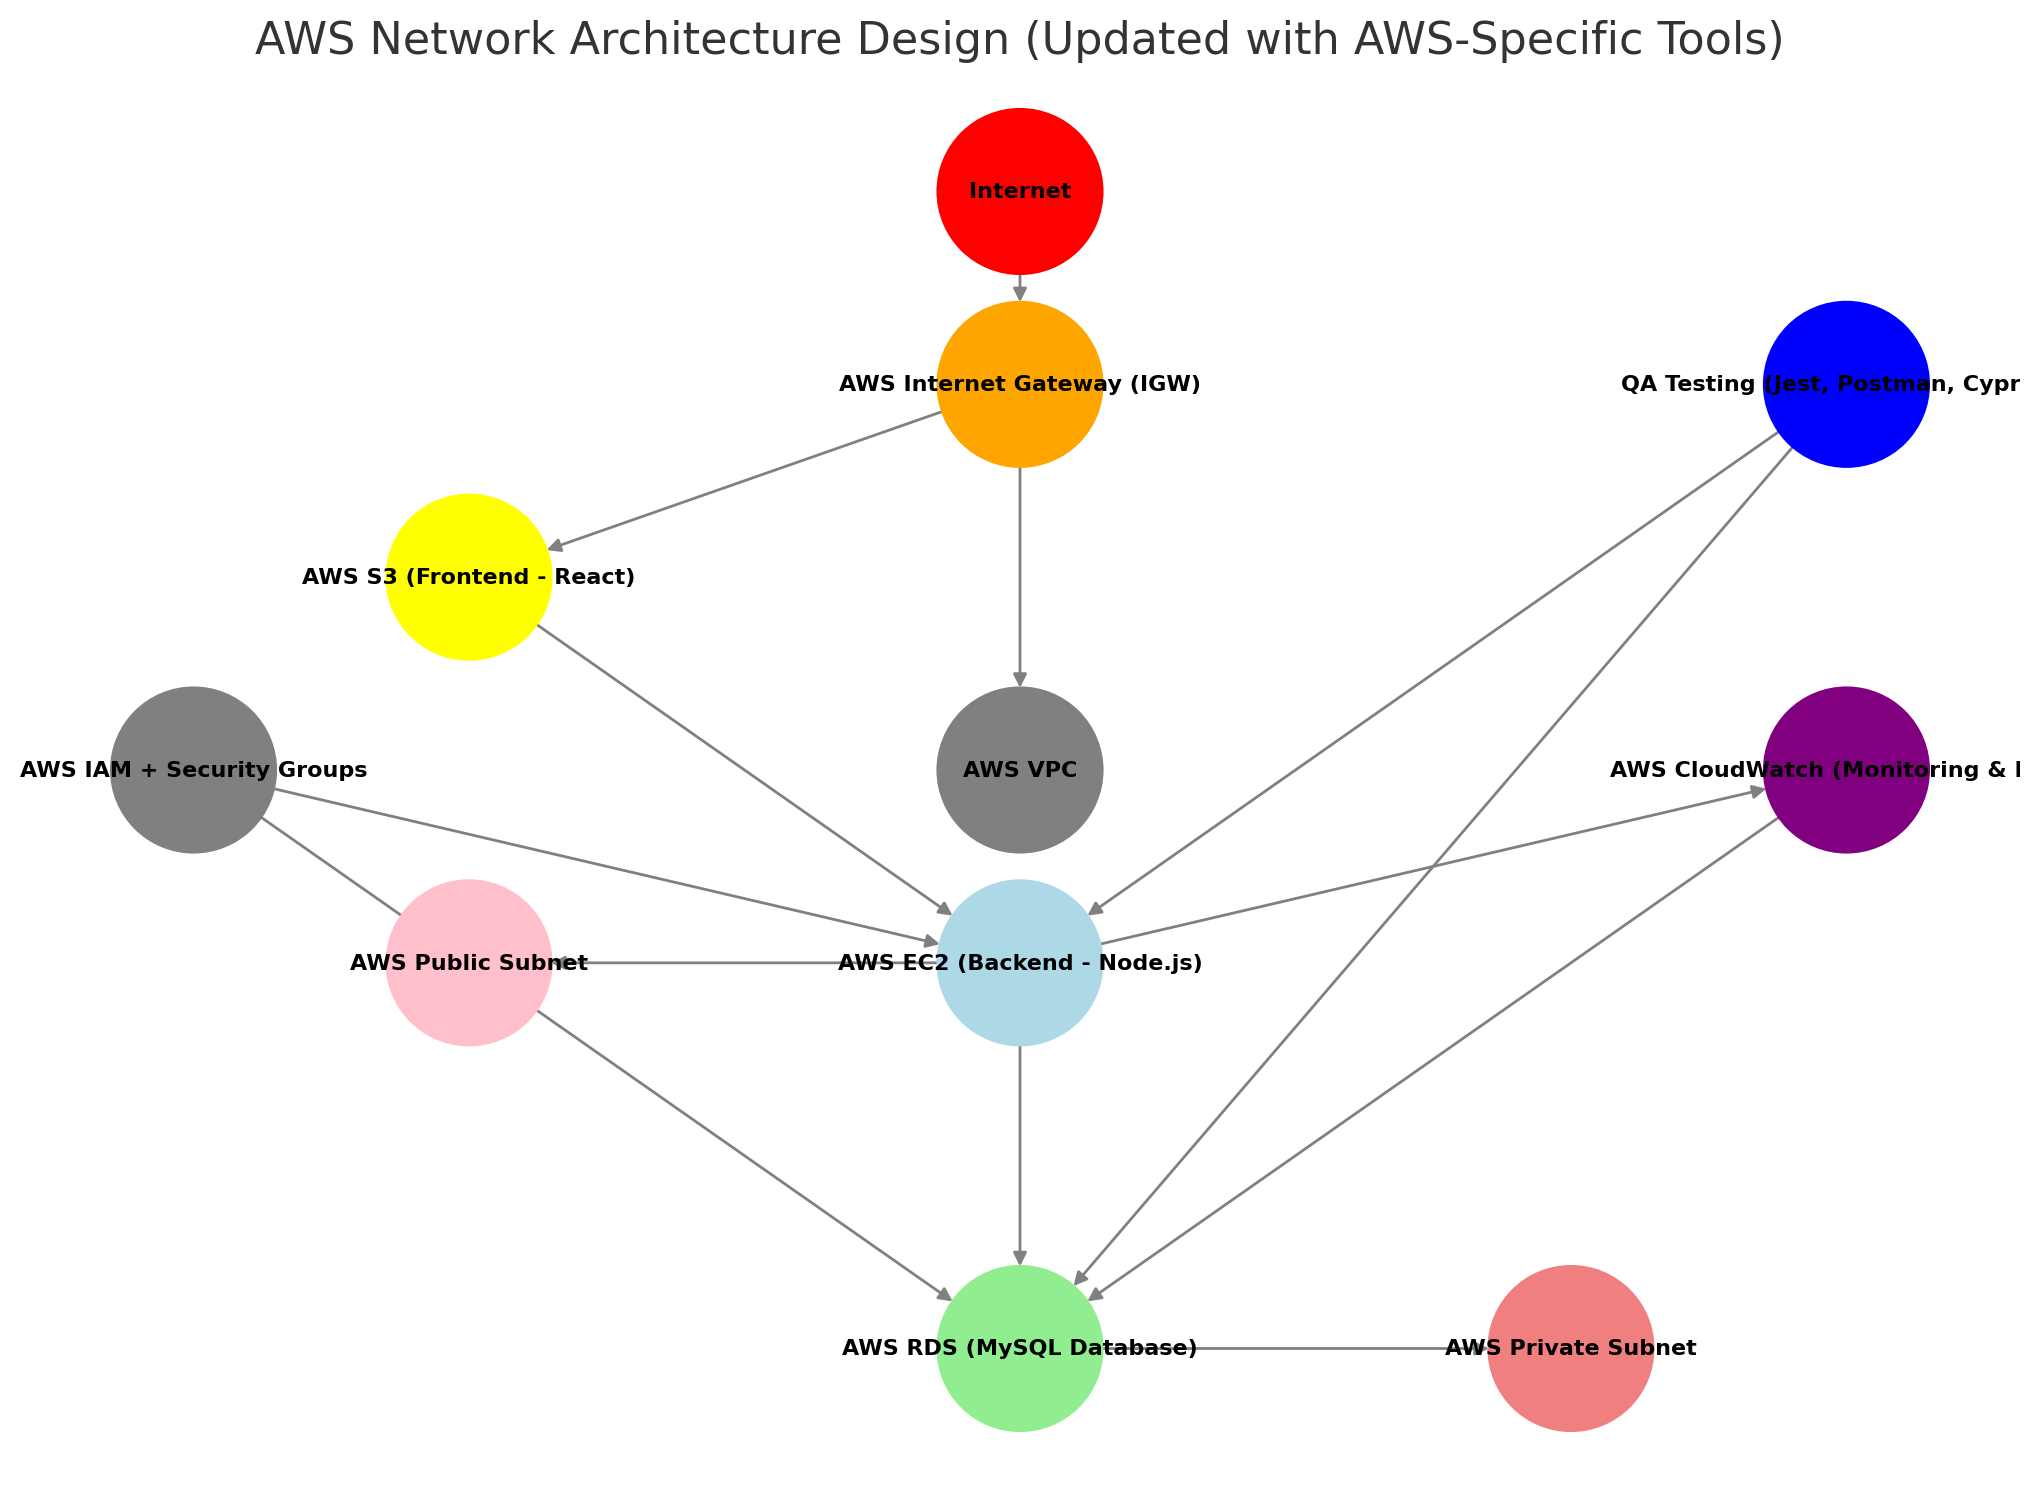 AWS Network Architecture Design (Updated with AWS-Specific Tools)
Internet
AWS Internet Gateway (IGW)
QA Testing (Jest, Postman, Cypr
AWS S3 (Frontend - React)
AWS IAM + Security Groups
AWS VPC
AWS CloudWatch (Monitoring &
AWS Public Subnet
AWS EC2 (Backend - Node.js)
AWS RDS (MySQL Database)
AWS Private Subnet